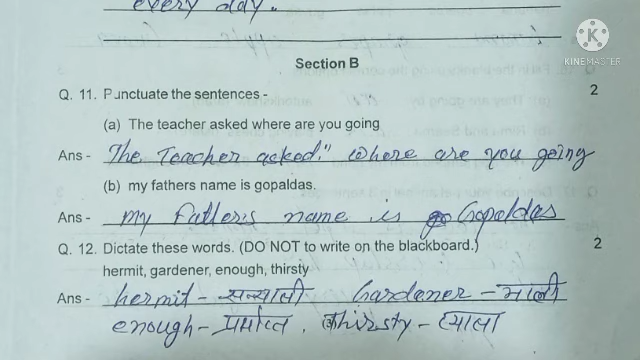 every day.
KINEMASTER
Section B
Q. 11. Punctuate the sentences - 2
(a) The teacher asked where are you going
Ans - The Teacher asked:" where are you going
(b) my fathers name is gopaldas.
Ans - My Father's name is Gopaldas
Q. 12. Dictate these words. (DO NOT to write on the blackboard.) 2
hermit, gardener, enough, thirsty
Ans - hermit - सन्यासी Gardener - माली
enough - पर्याप्त, Thirsty - प्यासा